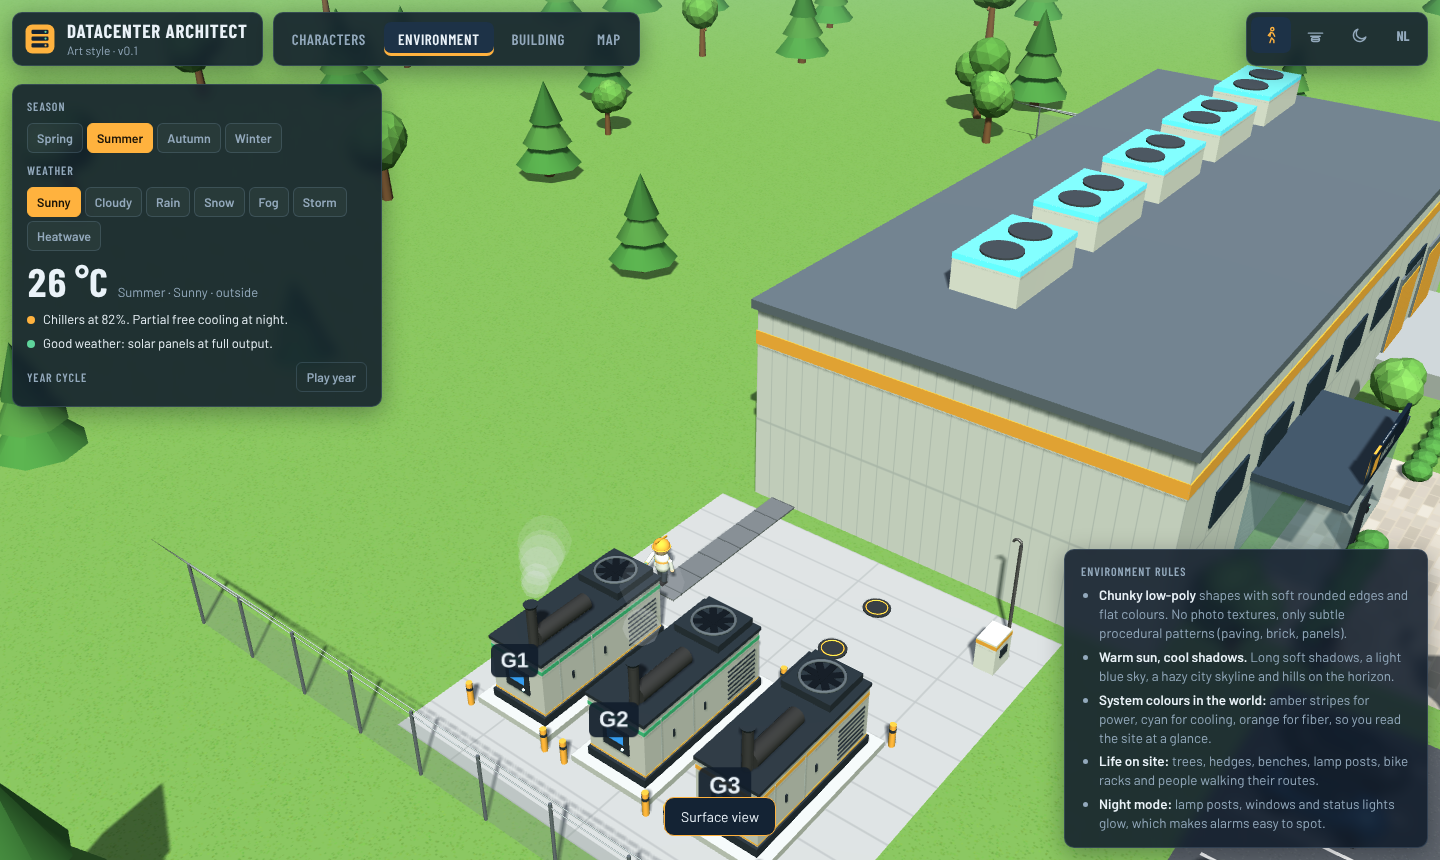 DATACENTER ARCHITECT
Art style · v0.1
CHARACTERS
ENVIRONMENT
BUILDING
MAP
NL
SEASON
Spring
Summer
Autumn
Winter
WEATHER
Sunny
Cloudy
Rain
Snow
Fog
Storm
Heatwave
26 °C
Summer · Sunny · outside
Chillers at 82%. Partial free cooling at night.
Good weather: solar panels at full output.
YEAR CYCLE
Play year
G1
G2
G3
Surface view
ENVIRONMENT RULES
Chunky low-poly shapes with soft rounded edges and
flat colours. No photo textures, only subtle
procedural patterns (paving, brick, panels).
Warm sun, cool shadows. Long soft shadows, a light
blue sky, a hazy city skyline and hills on the horizon.
System colours in the world: amber stripes for
power, cyan for cooling, orange for fiber, so you read
the site at a glance.
Life on site: trees, hedges, benches, lamp posts, bike
racks and people walking their routes.
Night mode: lamp posts, windows and status lights
glow, which makes alarms easy to spot.